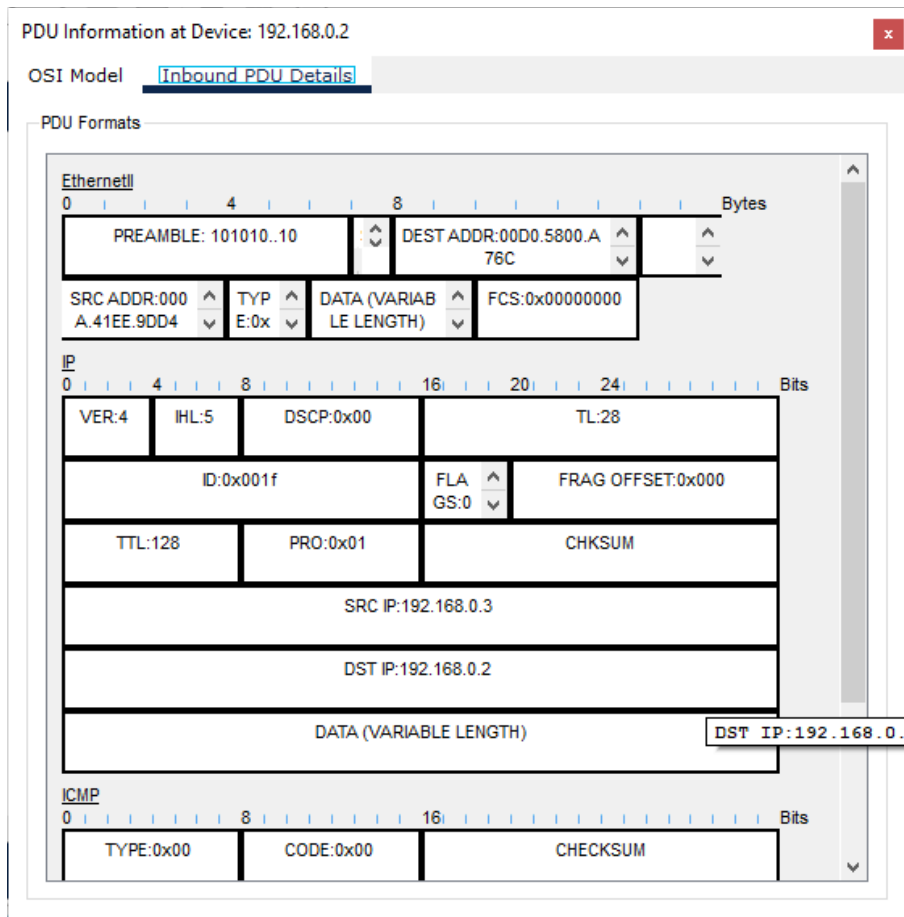 PDU Information at Device: 192.168.0.2
x
OSI Model Inbound PDU Details
PDU Formats
EthernetII
0 4 8 Bytes
PREAMBLE: 101010..10 DEST ADDR:00D0.5800.A
76C
SRC ADDR:000 TYP DATA (VARIAB FCS:0x00000000
A.41EE.9DD4 E:0x LE LENGTH)
IP
0 4 8 16 20 24 Bits
VER:4 IHL:5 DSCP:0x00 TL:28
ID:0x001f FLA FRAG OFFSET:0x000
GS:0
TTL:128 PRO:0x01 CHKSUM
SRC IP:192.168.0.3
DST IP:192.168.0.2
DATA (VARIABLE LENGTH) DST IP:192.168.0.
ICMP
0 8 16 Bits
TYPE:0x00 CODE:0x00 CHECKSUM